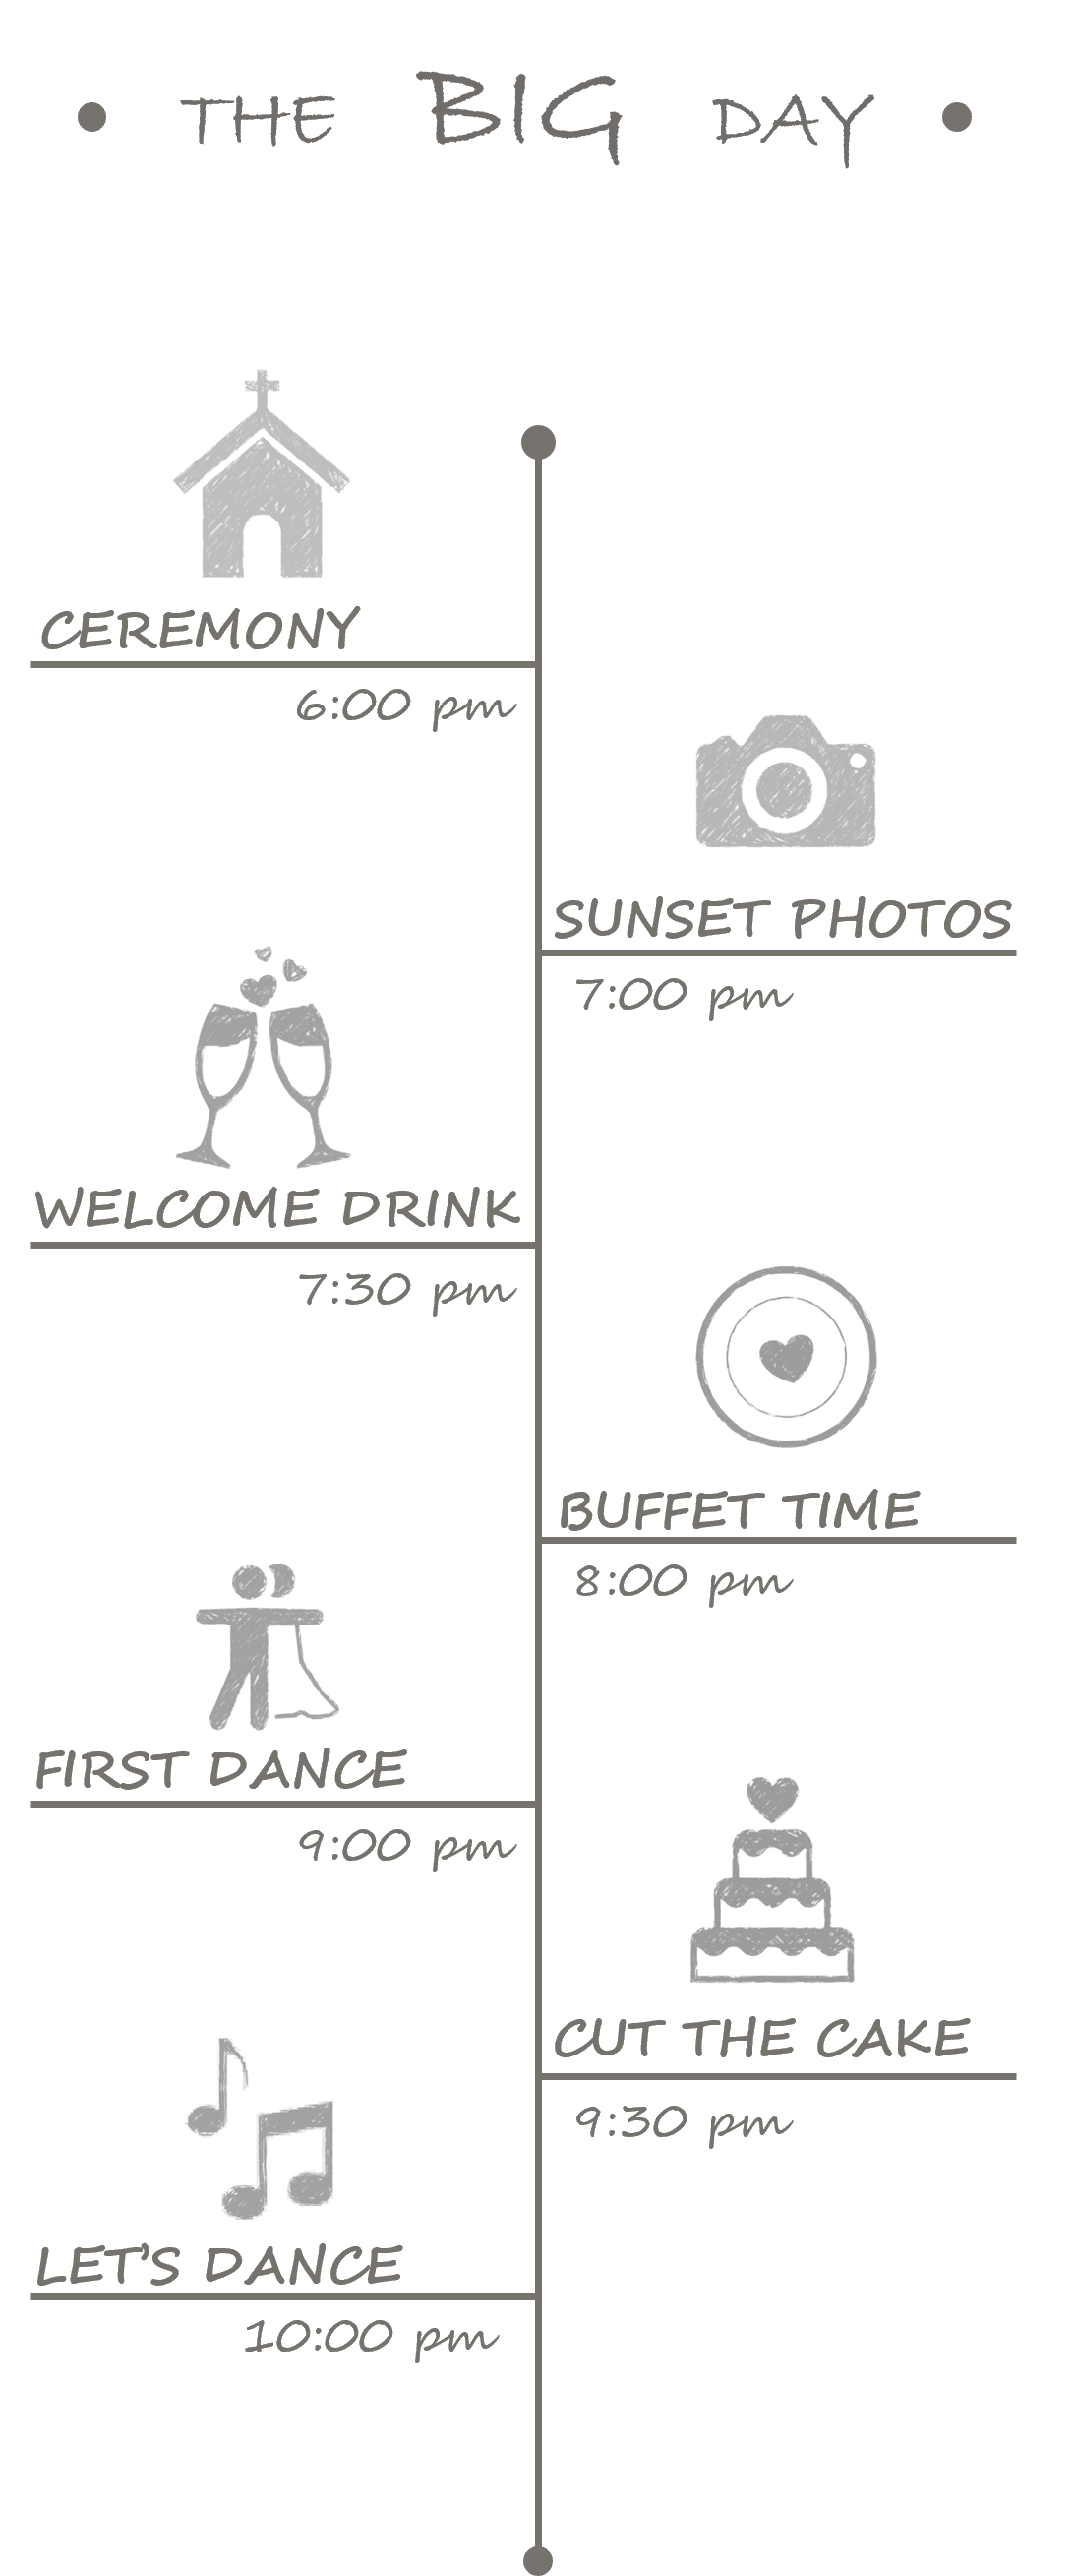 • THE BIG DAY •
CEREMONY
6:00 pm
SUNSET PHOTOS
7:00 pm
WELCOME DRINK
7:30 pm
BUFFET TIME
8:00 pm
FIRST DANCE
9:00 pm
CUT THE CAKE
9:30 pm
LET'S DANCE
10:00 pm